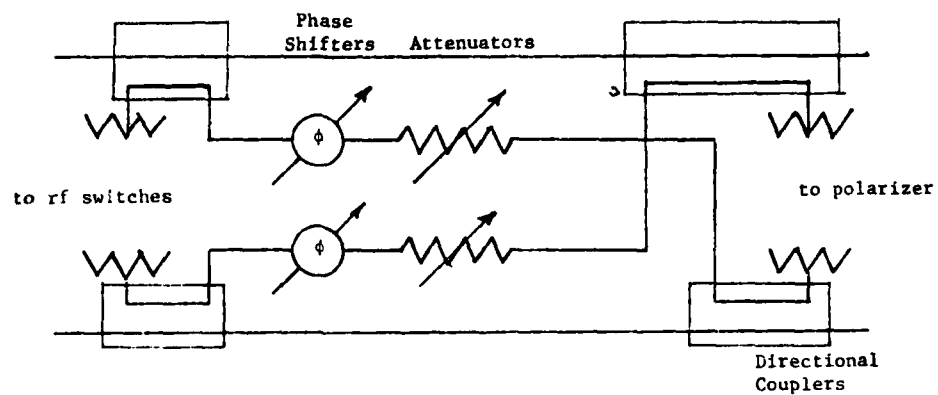 Phase
Shifters Attenuators
ϕ
to rf switches
to polarizer
ϕ
Directional
Couplers